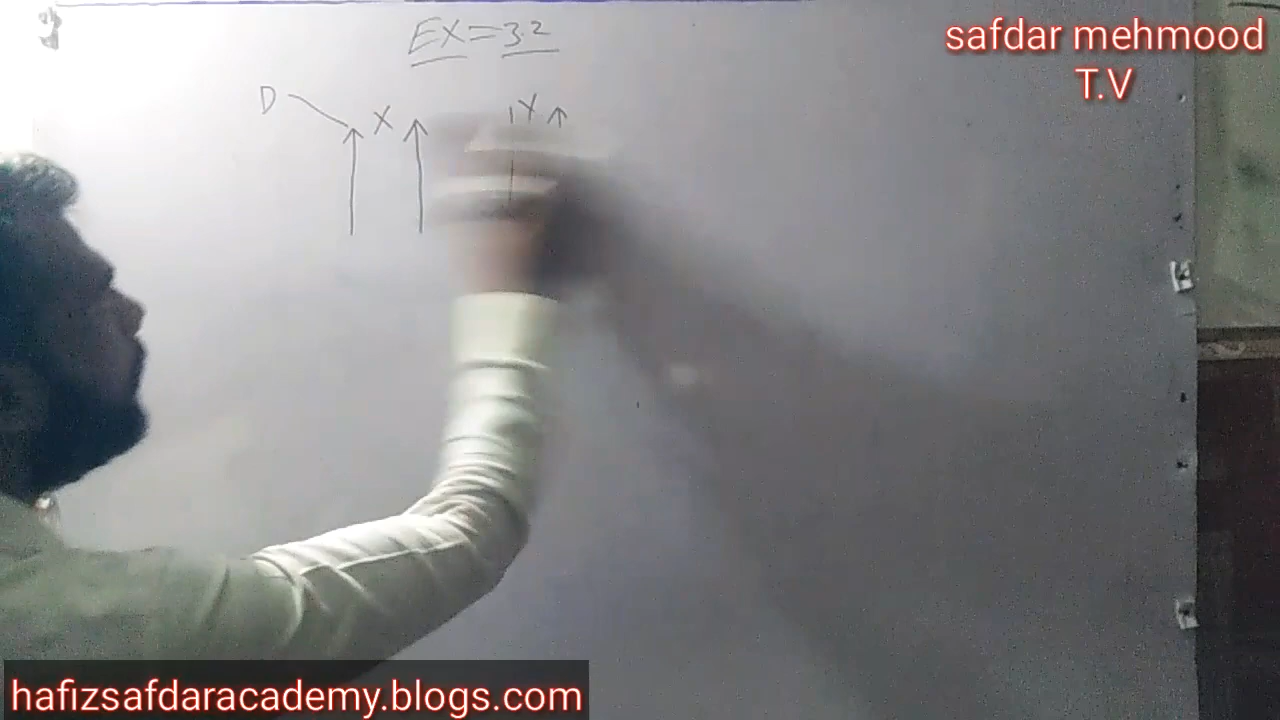 EX = 3.2
safdar mehmood
T.V
D X Y
hafizsafdaracademy.blogs.com